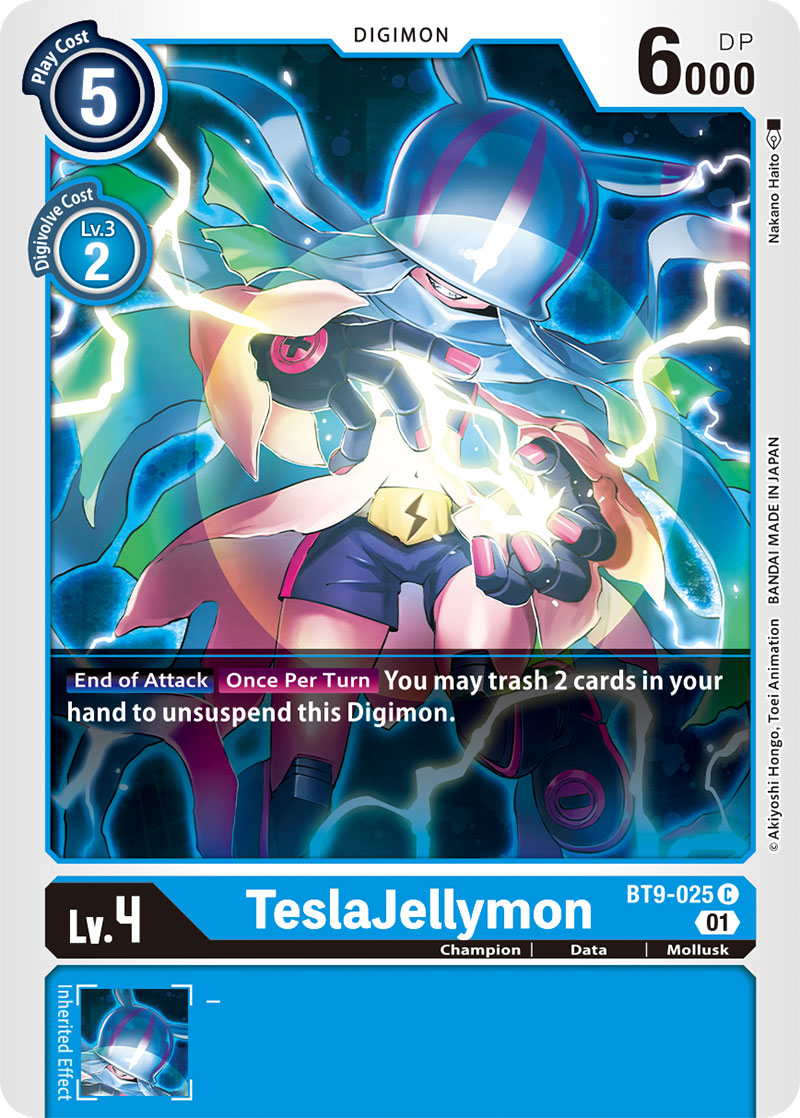 DIGIMON
Play Cost
5
6000
DP
Digivolve Cost
Lv.3
2
Nakano Haito
End of Attack Once Per Turn You may trash 2 cards in your
hand to unsuspend this Digimon.
© Akiyoshi Hongo, Toei Animation BANDAI MADE IN JAPAN
Lv.4
TeslaJellymon
BT9-025 C
01
Champion | Data | Mollusk
Inherited Effect
–